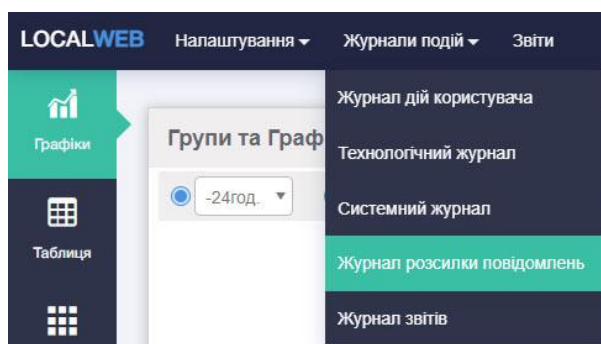 LOCALWEB Налаштування Журнали подій Звіти
Журнал дій користувача
Графіки
Групи та Граф
Технологічний журнал
-24год.
Системний журнал
Таблиця
Журнал розсилки повідомлень
Журнал звітів